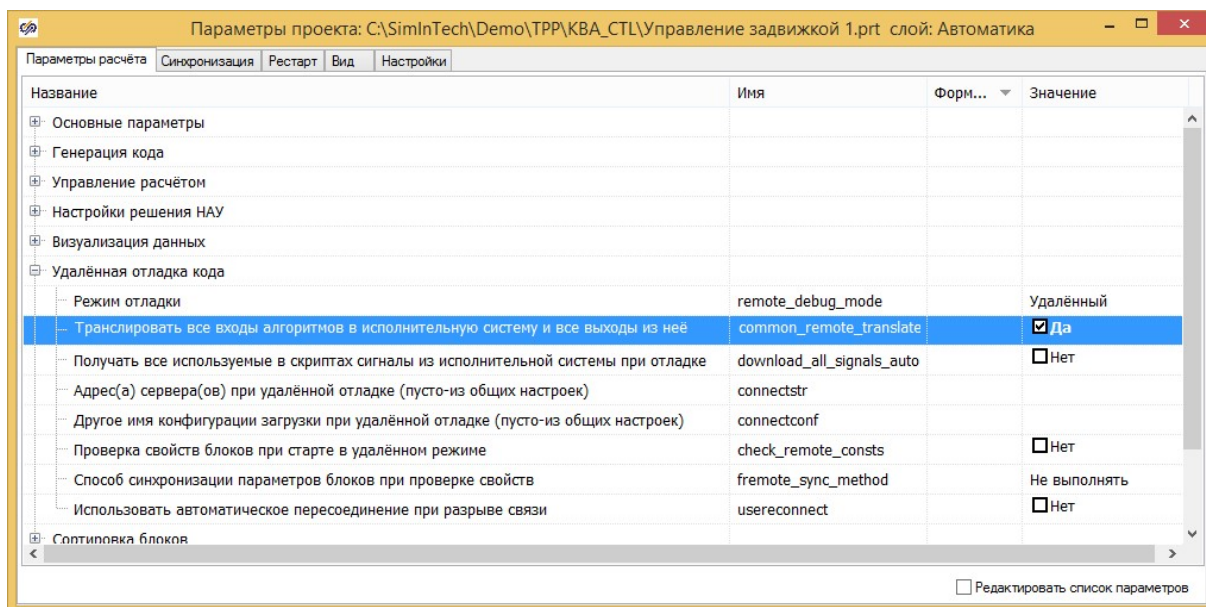 Параметры проекта: C:\SimInTech\Demo\TPP\KBA_CTL\Управление задвижкой 1.prt слой: Автоматика
Параметры расчёта Синхронизация Рестарт Вид Настройки
Название Имя Форм... Значение
Основные параметры
Генерация кода
Управление расчётом
Настройки решения НАУ
Визуализация данных
Удалённая отладка кода
Режим отладки remote_debug_mode Удалённый
Транслировать все входы алгоритмов в исполнительную систему и все выходы из неё common_remote_translate Да
Получать все используемые в скриптах сигналы из исполнительной системы при отладке download_all_signals_auto Нет
Адрес(а) сервера(ов) при удалённой отладке (пусто-из общих настроек) connectstr
Другое имя конфигурации загрузки при удалённой отладке (пусто-из общих настроек) connectconf
Проверка свойств блоков при старте в удалённом режиме check_remote_consts Нет
Способ синхронизации параметров блоков при проверке свойств fremote_sync_method Не выполнять
Использовать автоматическое пересоединение при разрыве связи usereconnect Нет
Сортировка блоков
Редактировать список параметров